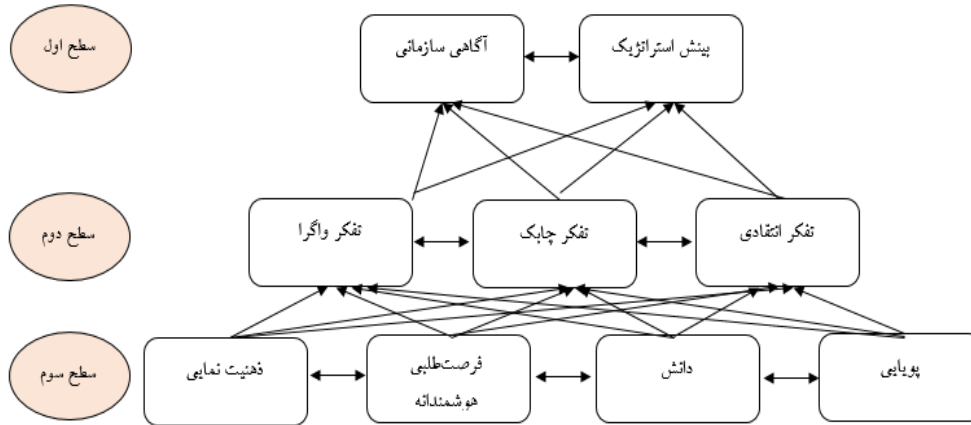 سطح اول
بینش استراتژیک
آگاهی سازمانی
سطح دوم
تفکر انتقادی
تفکر چابک
تفکر واگرا
سطح سوم
پویایی
دانش
فرصت‌طلبی
هوشمندانه
ذهنیت نمایی